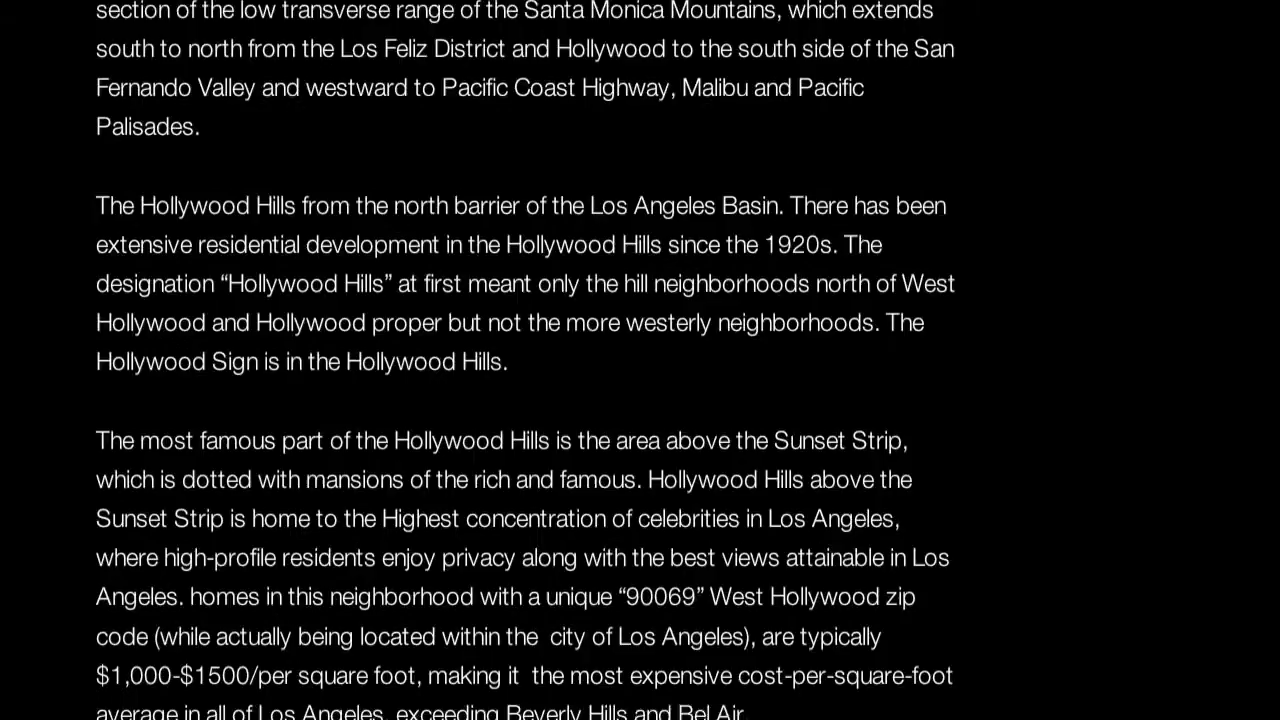 section of the low transverse range of the Santa Monica Mountains, which extends
south to north from the Los Feliz District and Hollywood to the south side of the San
Fernando Valley and westward to Pacific Coast Highway, Malibu and Pacific
Palisades.
The Hollywood Hills from the north barrier of the Los Angeles Basin. There has been
extensive residential development in the Hollywood Hills since the 1920s. The
designation “Hollywood Hills” at first meant only the hill neighborhoods north of West
Hollywood and Hollywood proper but not the more westerly neighborhoods. The
Hollywood Sign is in the Hollywood Hills.
The most famous part of the Hollywood Hills is the area above the Sunset Strip,
which is dotted with mansions of the rich and famous. Hollywood Hills above the
Sunset Strip is home to the Highest concentration of celebrities in Los Angeles,
where high-profile residents enjoy privacy along with the best views attainable in Los
Angeles. homes in this neighborhood with a unique “90069” West Hollywood zip
code (while actually being located within the  city of Los Angeles), are typically
$1,000-$1500/per square foot, making it  the most expensive cost-per-square-foot
average in all of Los Angeles, exceeding Beverly Hills and Bel Air.